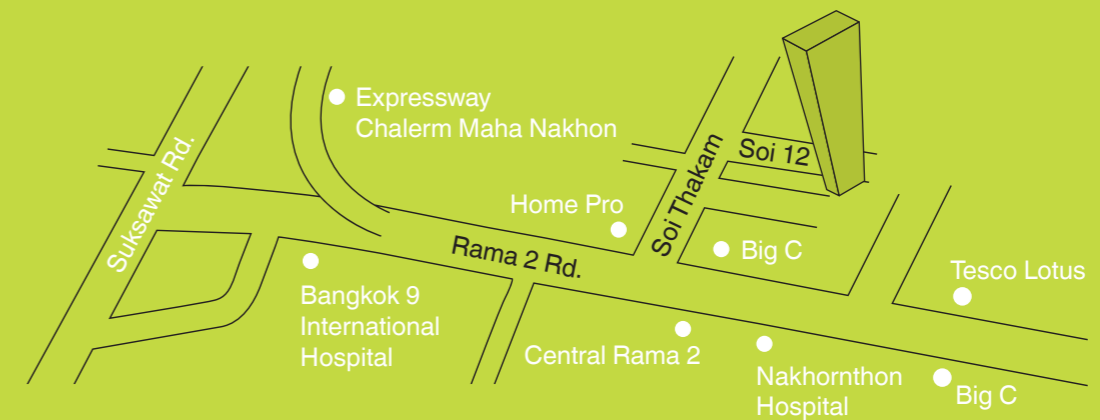 Expressway
Chalerm Maha Nakhon
Suksawat Rd.
Soi 12
Soi Thakam
Home Pro
Rama 2 Rd.
Big C
Tesco Lotus
Bangkok 9
International
Hospital
Central Rama 2
Nakhornthon
Hospital
Big C